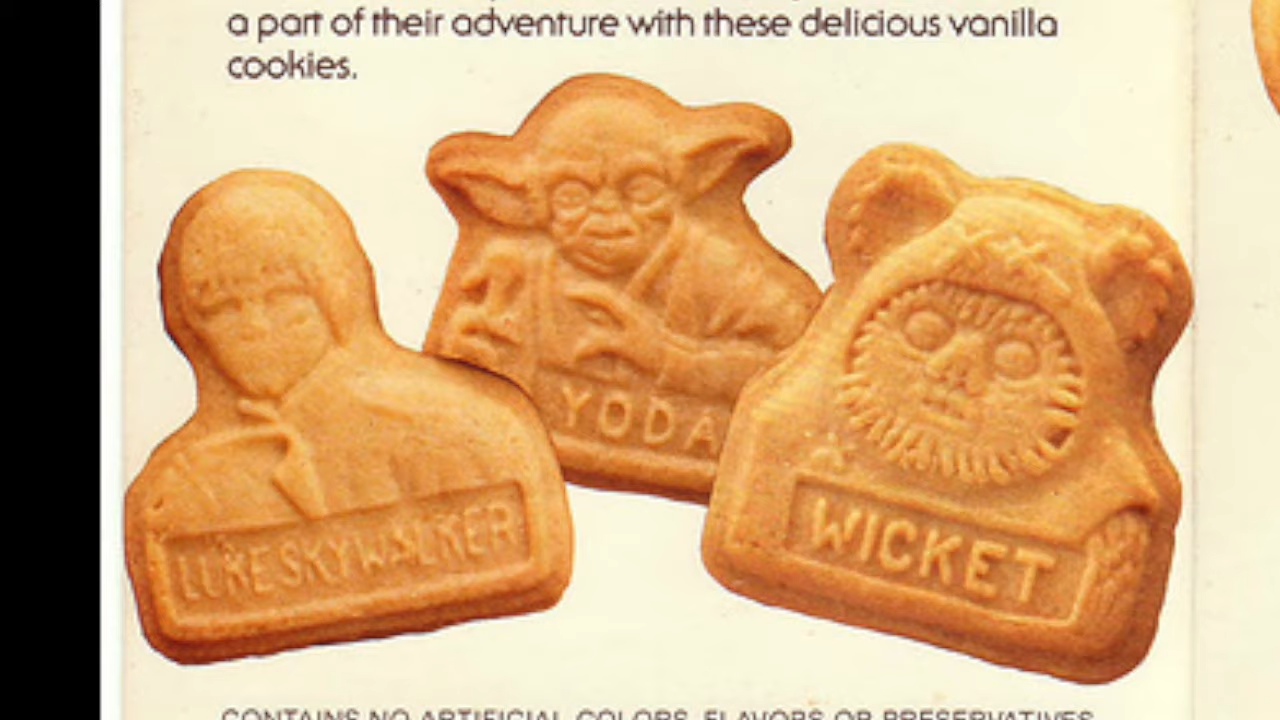 a part of their adventure with these delicious vanilla
cookies.
YODA
LUKE SKYWALKER
WICKET
CONTAINS NO ARTIFICIAL COLORS, FLAVORS OR PRESERVATIVES